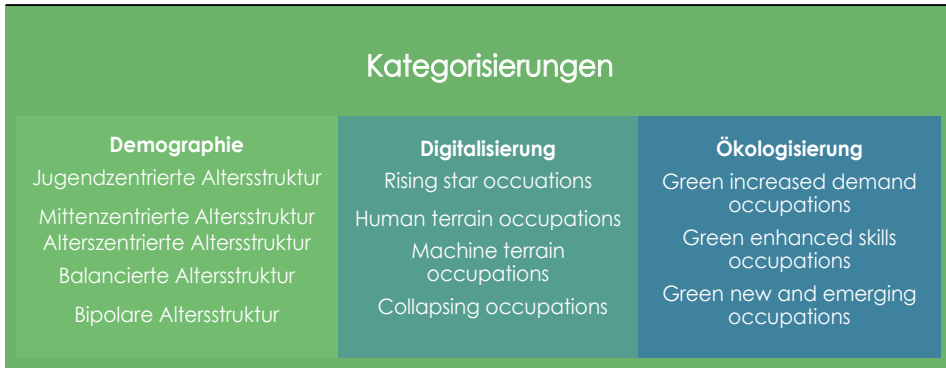 Kategorisierungen
Demographie
Jugendzentrierte Altersstruktur
Mittenzentrierte Altersstruktur
Alterszentrierte Altersstruktur
Balancierte Altersstruktur
Bipolare Altersstruktur
Digitalisierung
Rising star occuations
Human terrain occupations
Machine terrain
occupations
Collapsing occupations
Ökologisierung
Green increased demand
occupations
Green enhanced skills
occupations
Green new and emerging
occupations